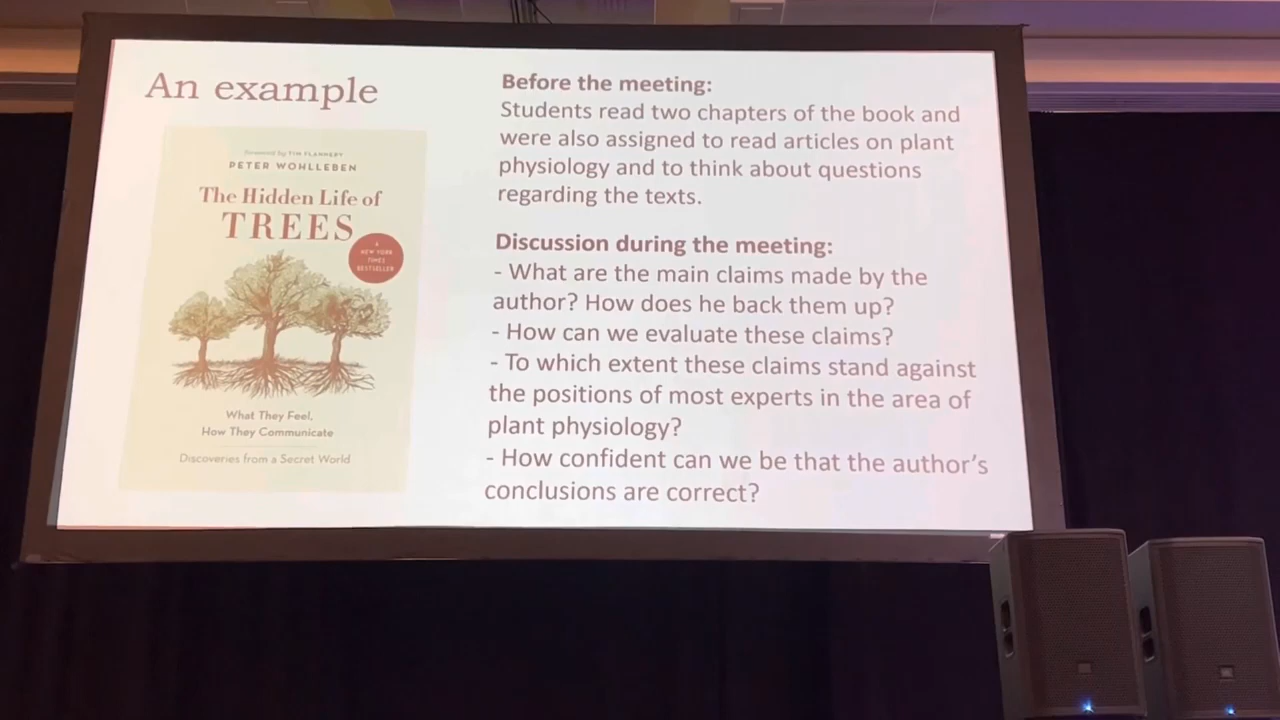 An example
Foreword by TIM FLANNERY
PETER WOHLLEBEN
The Hidden Life of
TREES
A
NEW YORK
TIMES
BESTSELLER
What They Feel,
How They Communicate
Discoveries from a Secret World
Before the meeting:
Students read two chapters of the book and
were also assigned to read articles on plant
physiology and to think about questions
regarding the texts.
Discussion during the meeting:
- What are the main claims made by the
author? How does he back them up?
- How can we evaluate these claims?
- To which extent these claims stand against
the positions of most experts in the area of
plant physiology?
- How confident can we be that the author's
conclusions are correct?